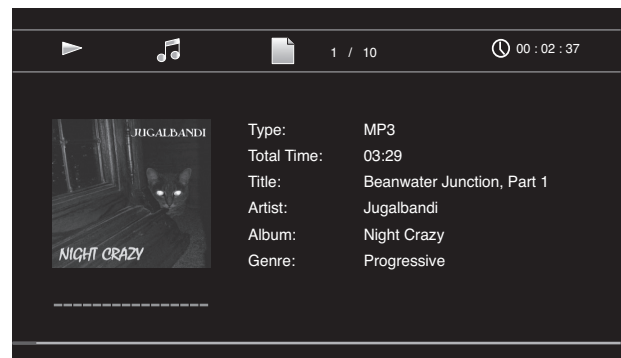 1 / 10
00 : 02 : 37
JUGALBANDI
NIGHT CRAZY
Type: MP3
Total Time: 03:29
Title: Beanwater Junction, Part 1
Artist: Jugalbandi
Album: Night Crazy
Genre: Progressive